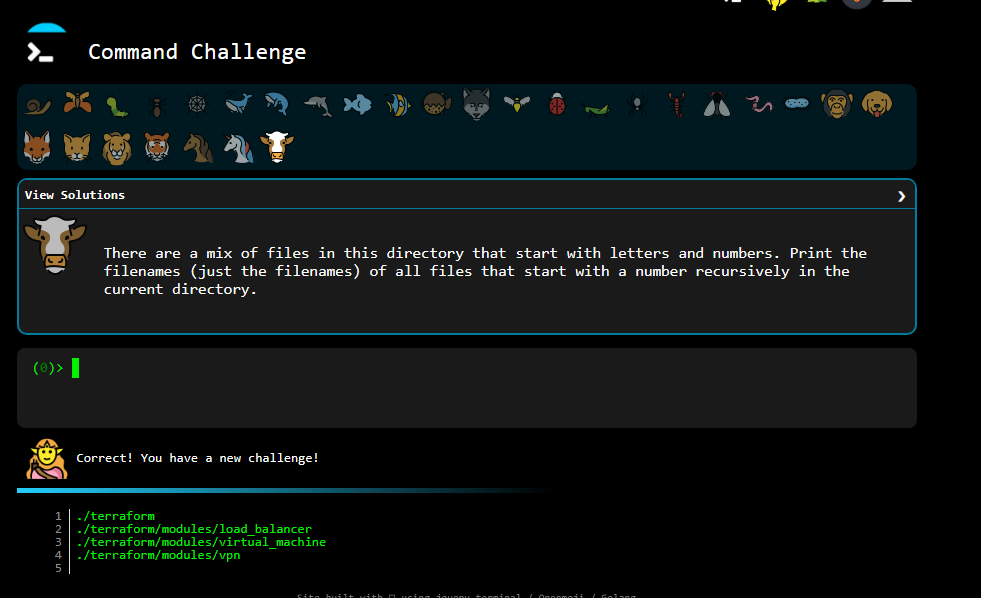 Command Challenge
View Solutions
There are a mix of files in this directory that start with letters and numbers. Print the
filenames (just the filenames) of all files that start with a number recursively in the
current directory.
(0)>
Correct! You have a new challenge!
1 ./terraform
2 ./terraform/modules/load_balancer
3 ./terraform/modules/virtual_machine
4 ./terraform/modules/vpn
5
Site built with using jquery terminal / Openmoji / Golang